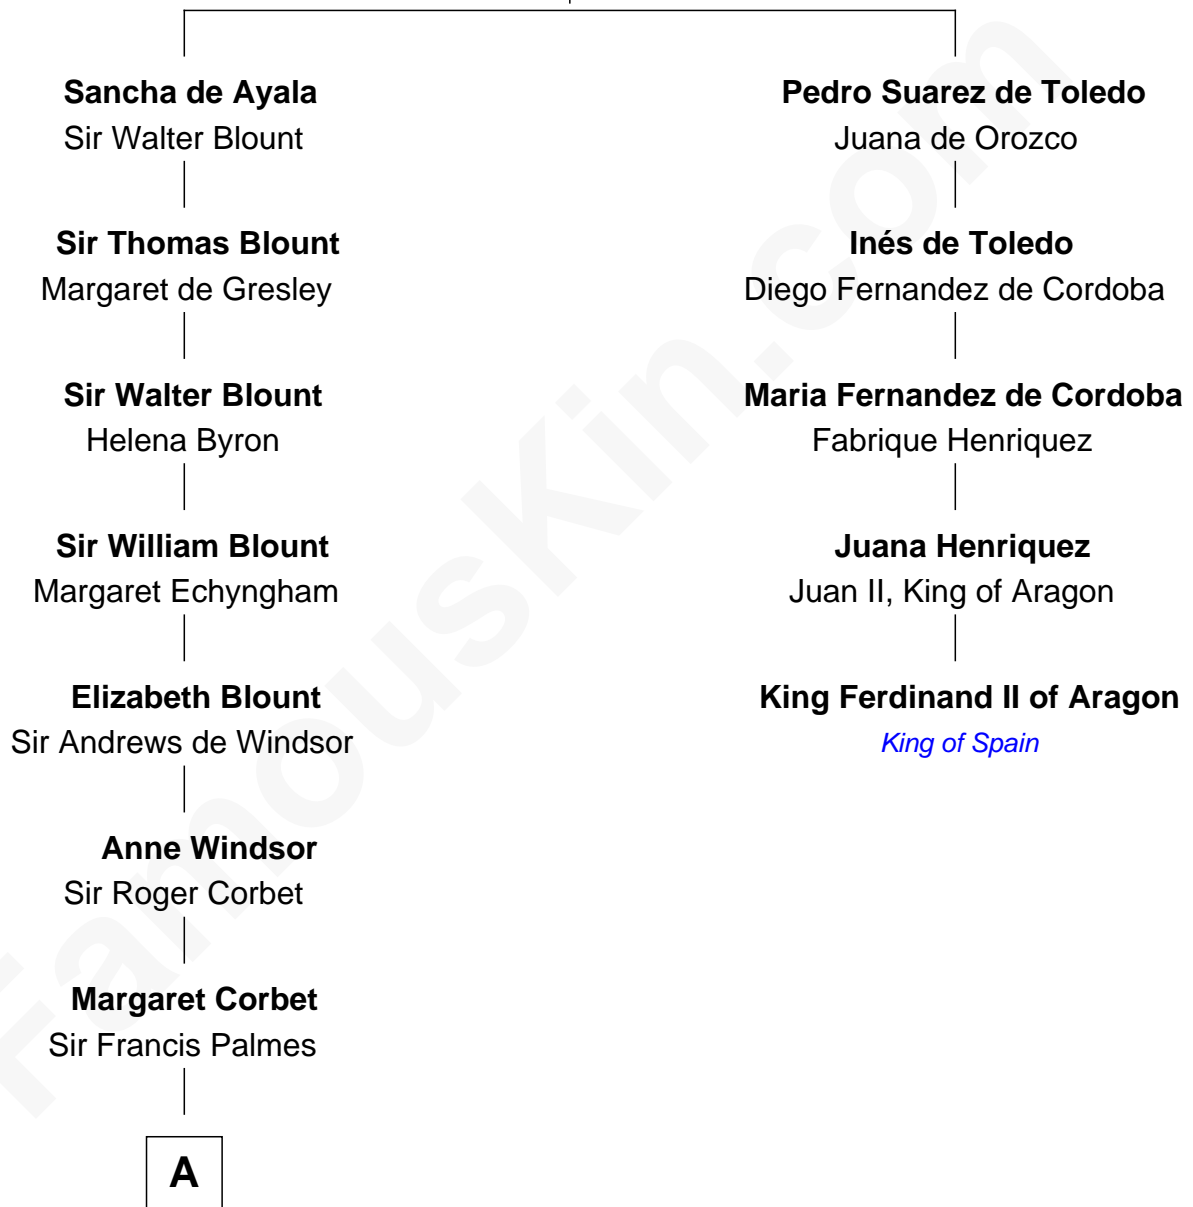 Sancha de Ayala
Sir Walter Blount
Sir Thomas Blount
Margaret de Gresley
Sir Walter Blount
Helena Byron
Sir William Blount
Margaret Echyngham
Elizabeth Blount
Sir Andrews de Windsor
Anne Windsor
Sir Roger Corbet
Margaret Corbet
Sir Francis Palmes
A
Pedro Suarez de Toledo
Juana de Orozco
Inés de Toledo
Diego Fernandez de Cordoba
Maria Fernandez de Cordoba
Fabrique Henriquez
Juana Henriquez
Juan II, King of Aragon
King Ferdinand II of Aragon
King of Spain
FamousKin.com